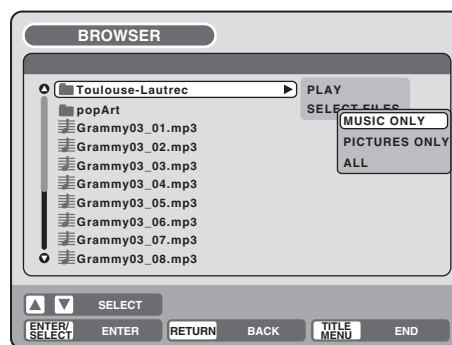 BROWSER
Toulouse-Lautrec
PLAY
popArt
SELECT FILES
MUSIC ONLY
Grammy03_01.mp3
PICTURES ONLY
Grammy03_02.mp3
ALL
Grammy03_03.mp3
Grammy03_04.mp3
Grammy03_05.mp3
Grammy03_06.mp3
Grammy03_07.mp3
Grammy03_08.mp3
SELECT
ENTER/SELECT ENTER RETURN BACK TITLE MENU END